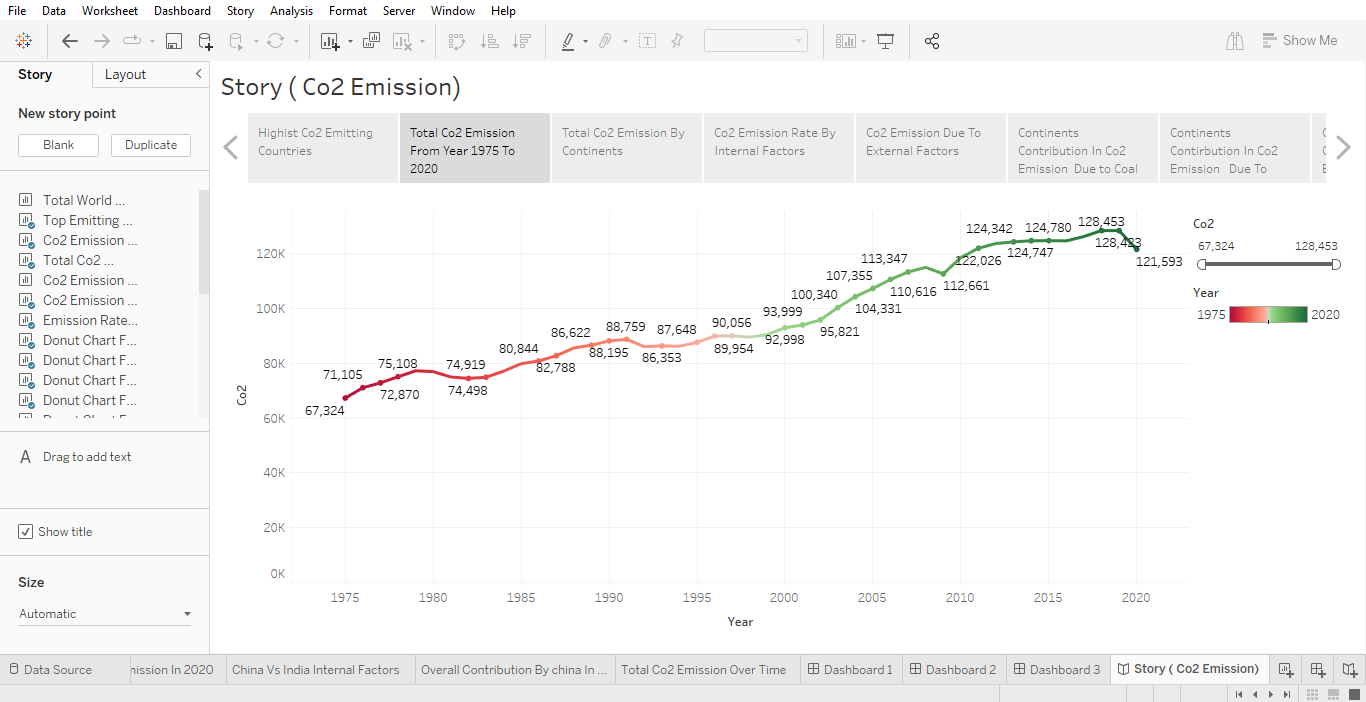 File Data Worksheet Dashboard Story Analysis Format Server Window Help
Show Me
Story Layout
New story point
Blank Duplicate
Total World ...
Top Emitting ...
Co2 Emission ...
Total Co2 ...
Co2 Emission ...
Co2 Emission ...
Emission Rate...
Donut Chart F...
Donut Chart F...
Donut Chart F...
Donut Chart F...
A Drag to add text
Show title
Size
Automatic
Story ( Co2 Emission)
Highist Co2 Emitting
Countries
Total Co2 Emission
From Year 1975 To
2020
Total Co2 Emission By
Continents
Co2 Emission Rate By
Internal Factors
Co2 Emission Due To
External Factors
Continents
Contribution In Co2
Emission Due to Coal
Continents
Contirbution In Co2
Emission Due To
Co2
120K
100K
80K
60K
40K
20K
0K
67,324
71,105
72,870
75,108
74,919
74,498
80,844
82,788
86,622
88,195
88,759
86,353
87,648
90,056
89,954
93,999
92,998
100,340
95,821
107,355
104,331
113,347
110,616
112,661
122,026
124,342
124,747
124,780
128,453
128,423
121,593
1975 1980 1985 1990 1995 2000 2005 2010 2015 2020
Year
Co2
67,324 128,453
Year
1975 2020
Data Source
nission In 2020
China Vs India Internal Factors
Overall Contribution By china In ...
Total Co2 Emission Over Time
Dashboard 1
Dashboard 2
Dashboard 3
Story ( Co2 Emission)